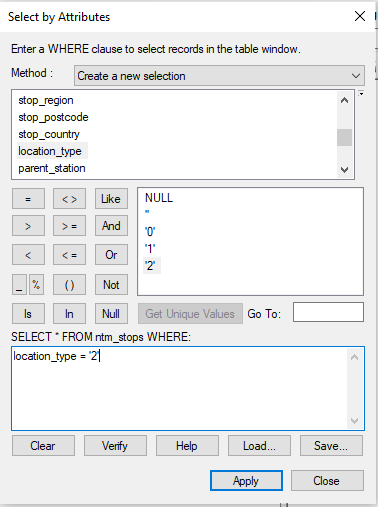 Select by Attributes
Enter a WHERE clause to select records in the table window.
Method : Create a new selection
stop_region
stop_postcode
stop_country
location_type
parent_station
= < > Like
> > = And
< < = Or
_ % ( ) Not
Is In Null
NULL
''
'0'
'1'
'2'
Get Unique Values Go To:
SELECT * FROM ntm_stops WHERE:
location_type = '2'
Clear Verify Help Load... Save...
Apply Close